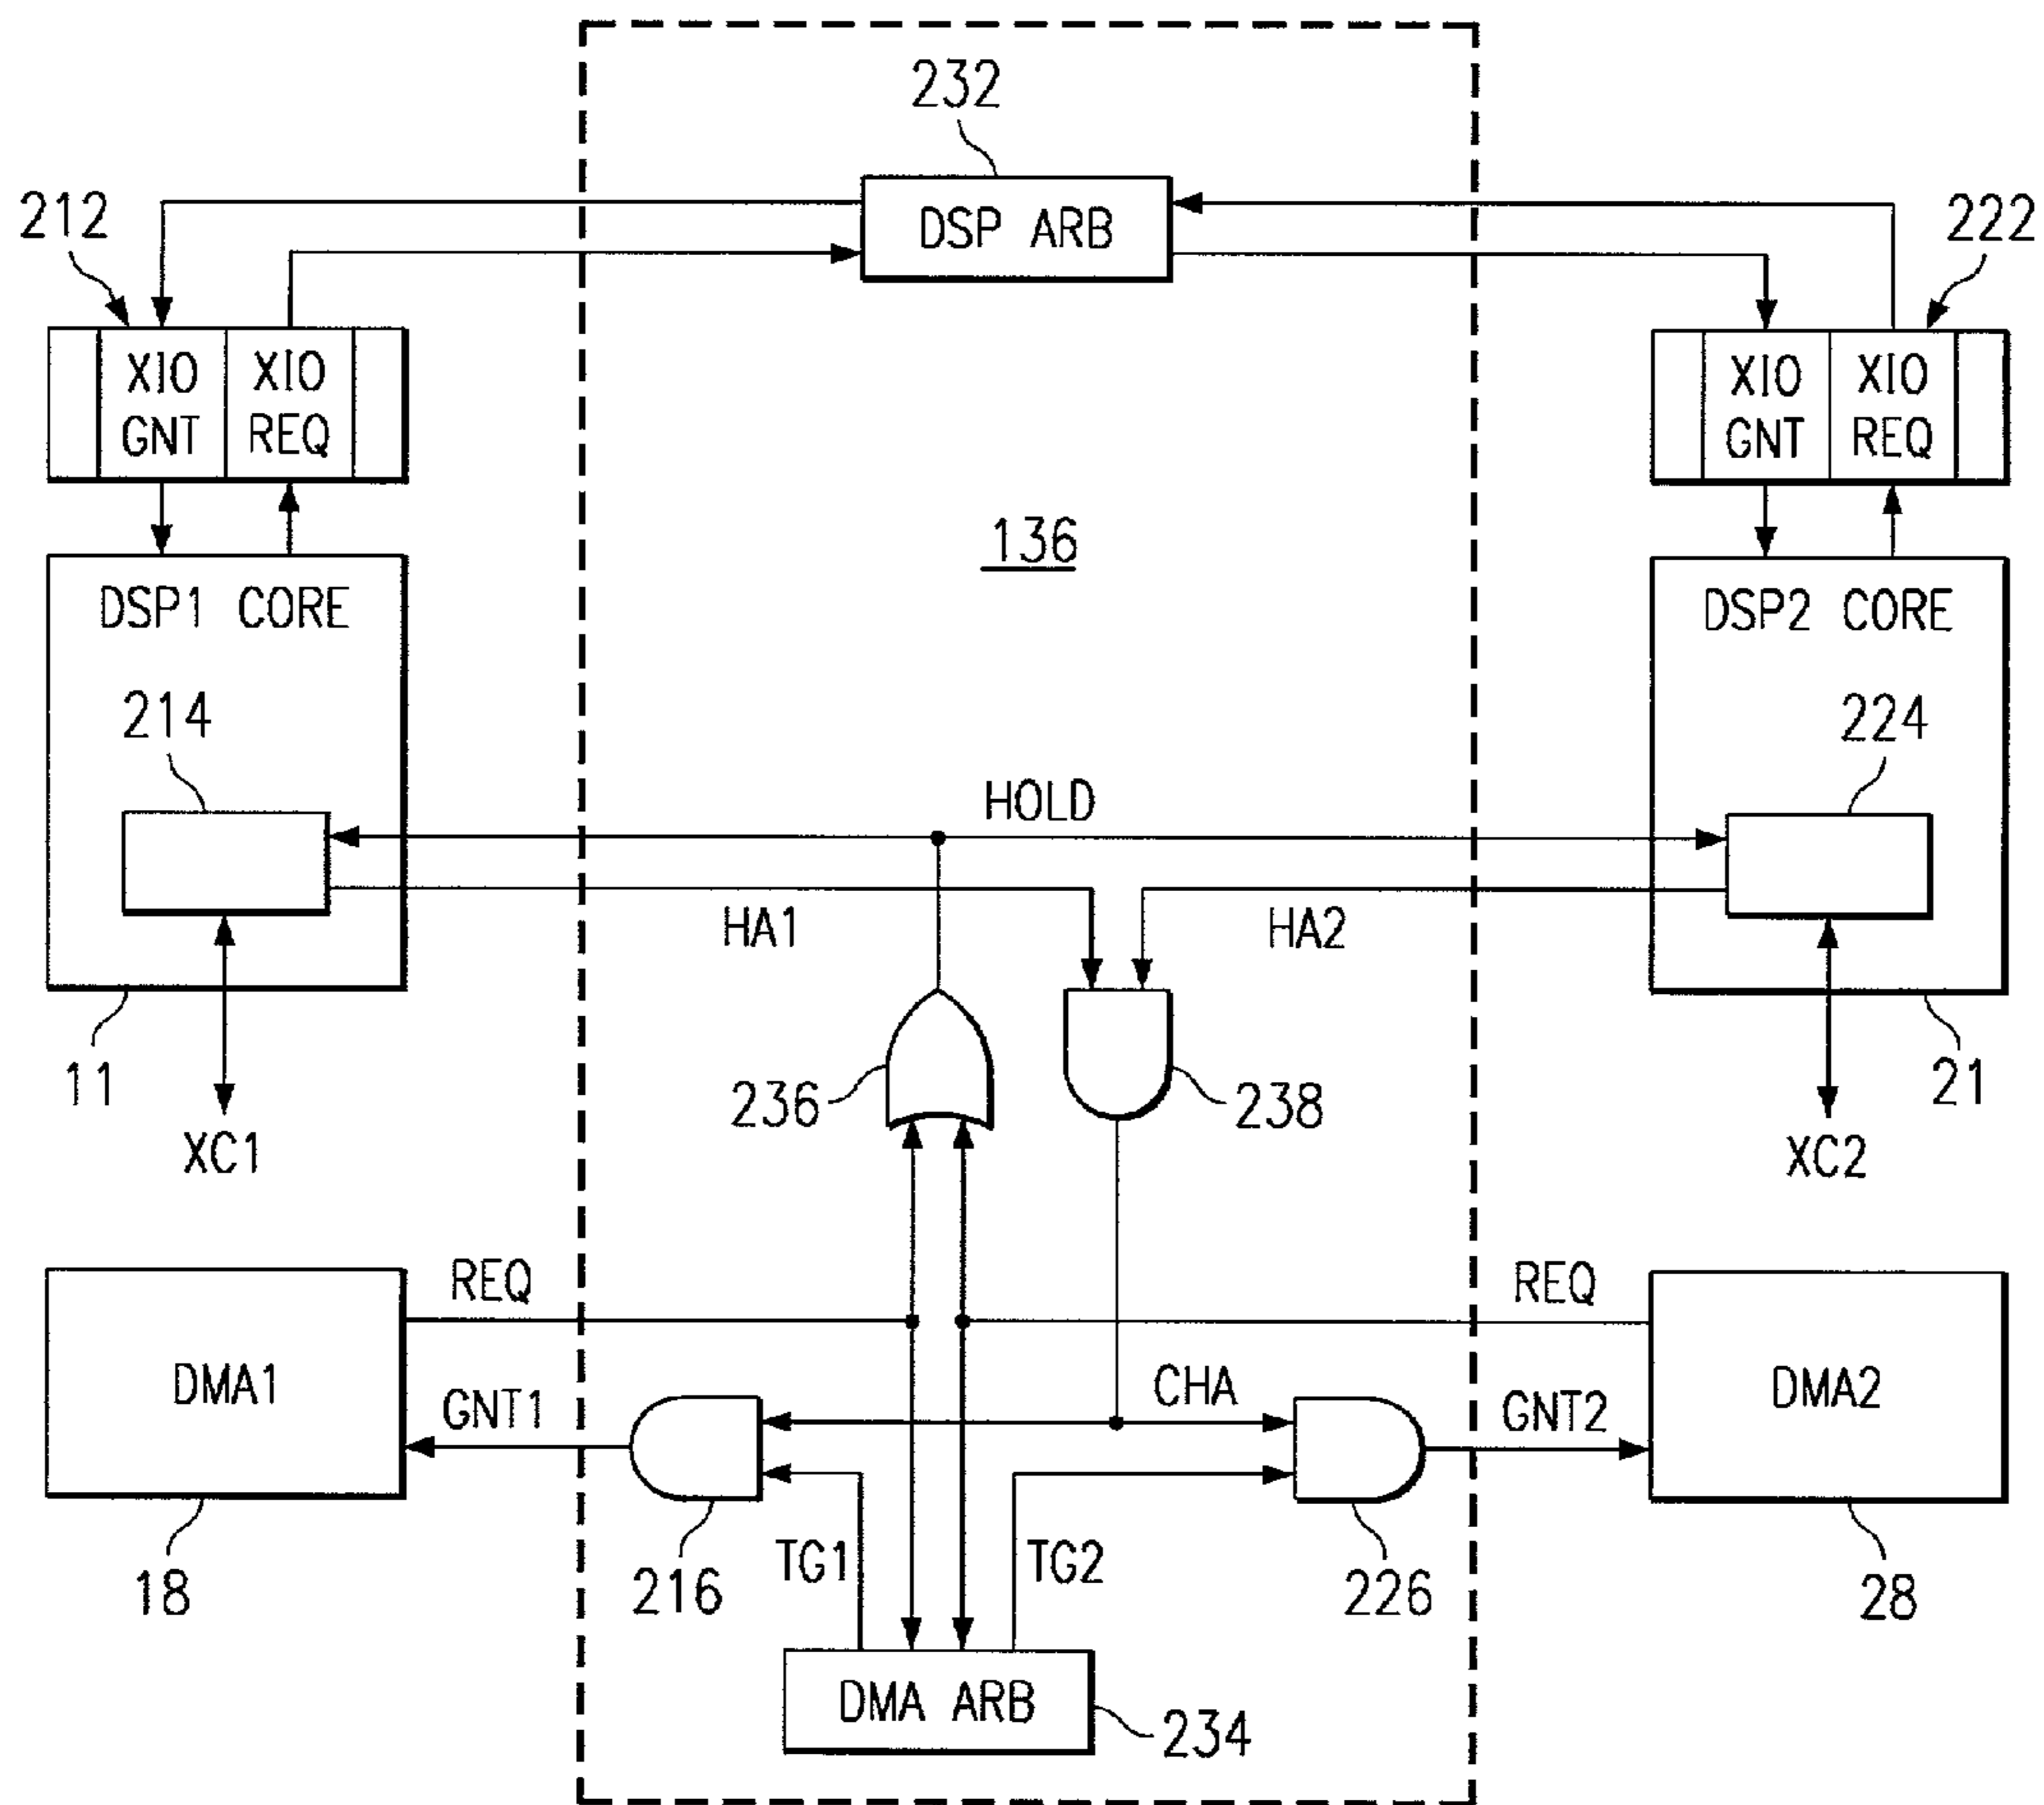 232
DSP ARB
212
222
XIO GNT
XIO REQ
XIO GNT
XIO REQ
136
DSP1 CORE
DSP2 CORE
214
224
HOLD
HA1
HA2
11
236
238
21
XC1
XC2
REQ
REQ
DMA1
GNT1
CHA
GNT2
DMA2
18
216
TG1
TG2
226
28
DMA ARB
234